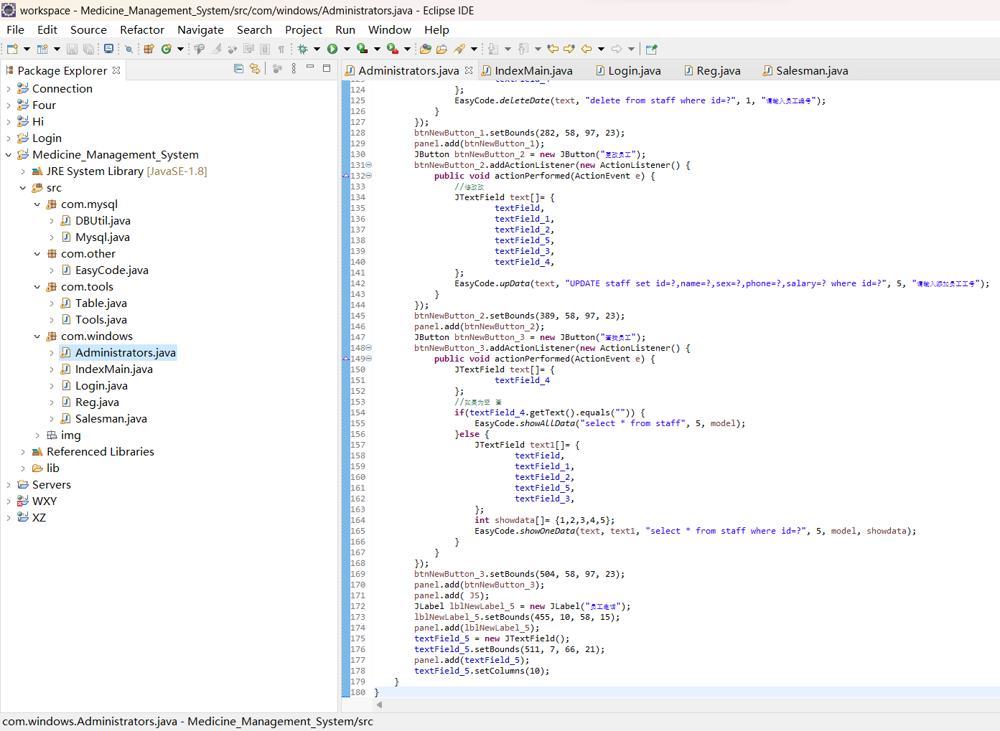 workspace - Medicine_Management_System/src/com/windows/Administrators.java - Eclipse IDE
File Edit Source Refactor Navigate Search Project Run Window Help
Package Explorer
Connection
Four
Hi
Login
Medicine_Management_System
JRE System Library [JavaSE-1.8]
src
com.mysql
DBUtil.java
Mysql.java
com.other
EasyCode.java
com.tools
Table.java
Tools.java
com.windows
Administrators.java
IndexMain.java
Login.java
Reg.java
Salesman.java
img
Referenced Libraries
lib
Servers
WXY
XZ
Administrators.java IndexMain.java Login.java Reg.java Salesman.java
124 };
125 EasyCode.deleteDate(text, "delete from staff where id=?", 1, "请输入员工编号");
126 }
127 });
128 btnNewButton_1.setBounds(282, 58, 97, 23);
129 panel.add(btnNewButton_1);
130 JButton btnNewButton_2 = new JButton("更改员工");
131 btnNewButton_2.addActionListener(new ActionListener() {
132 public void actionPerformed(ActionEvent e) {
133 //修改改
134 JTextField text[]= {
135 textField,
136 textField_1,
137 textField_2,
138 textField_5,
139 textField_3,
140 textField_4,
141 };
142 EasyCode.upData(text, "UPDATE staff set id=?,name=?,sex=?,phone=?,salary=? where id=?", 5, "请输入添加员工工号");
143 }
144 });
145 btnNewButton_2.setBounds(389, 58, 97, 23);
146 panel.add(btnNewButton_2);
147 JButton btnNewButton_3 = new JButton("查找员工");
148 btnNewButton_3.addActionListener(new ActionListener() {
149 public void actionPerformed(ActionEvent e) {
150 JTextField text[]= {
151 textField_4
152 };
153 //如果为空 查
154 if(textField_4.getText().equals("")) {
155 EasyCode.showAllData("select * from staff", 5, model);
156 }else {
157 JTextField text1[]= {
158 textField,
159 textField_1,
160 textField_2,
161 textField_5,
162 textField_3,
163 };
164 int showdata[]= {1,2,3,4,5};
165 EasyCode.showOneData(text, text1, "select * from staff where id=?", 5, model, showdata);
166 }
167 }
168 });
169 btnNewButton_3.setBounds(504, 58, 97, 23);
170 panel.add(btnNewButton_3);
171 panel.add( JS);
172 JLabel lblNewLabel_5 = new JLabel("员工电话");
173 lblNewLabel_5.setBounds(455, 10, 58, 15);
174 panel.add(lblNewLabel_5);
175 textField_5 = new JTextField();
176 textField_5.setBounds(511, 7, 66, 21);
177 panel.add(textField_5);
178 textField_5.setColumns(10);
179 }
180 }
com.windows.Administrators.java - Medicine_Management_System/src